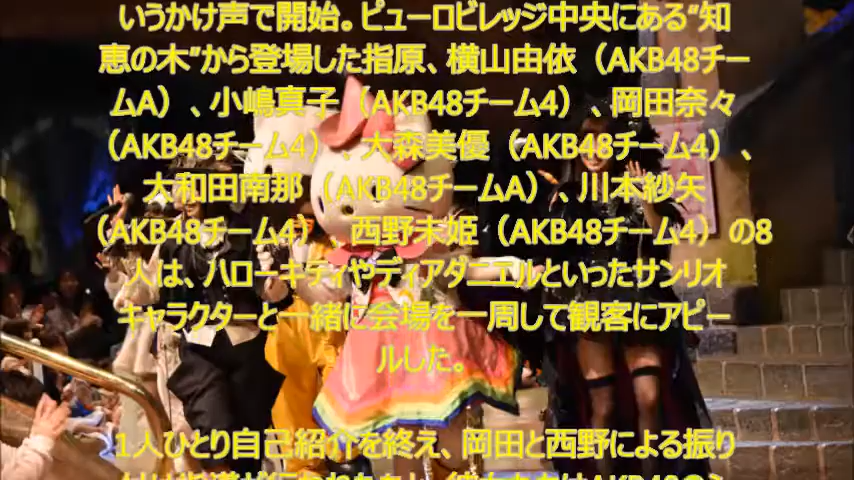 いうかけ声で開始。ピューロビレッジ中央にある“知
恵の木”から登場した指原、横山由依（AKB48チー
ムA）、小嶋真子（AKB48チーム4）、岡田奈々
（AKB48チーム4）、大森美優（AKB48チーム4）、
大和田南那（AKB48チームA）、川本紗矢
（AKB48チーム4）、西野未姫（AKB48チーム4）の8
人は、ハローキティやディアダニエルといったサンリオ
キャラクターと一緒に会場を一周して観客にアピー
ルした。
1人ひとり自己紹介を終え、岡田と西野による振り